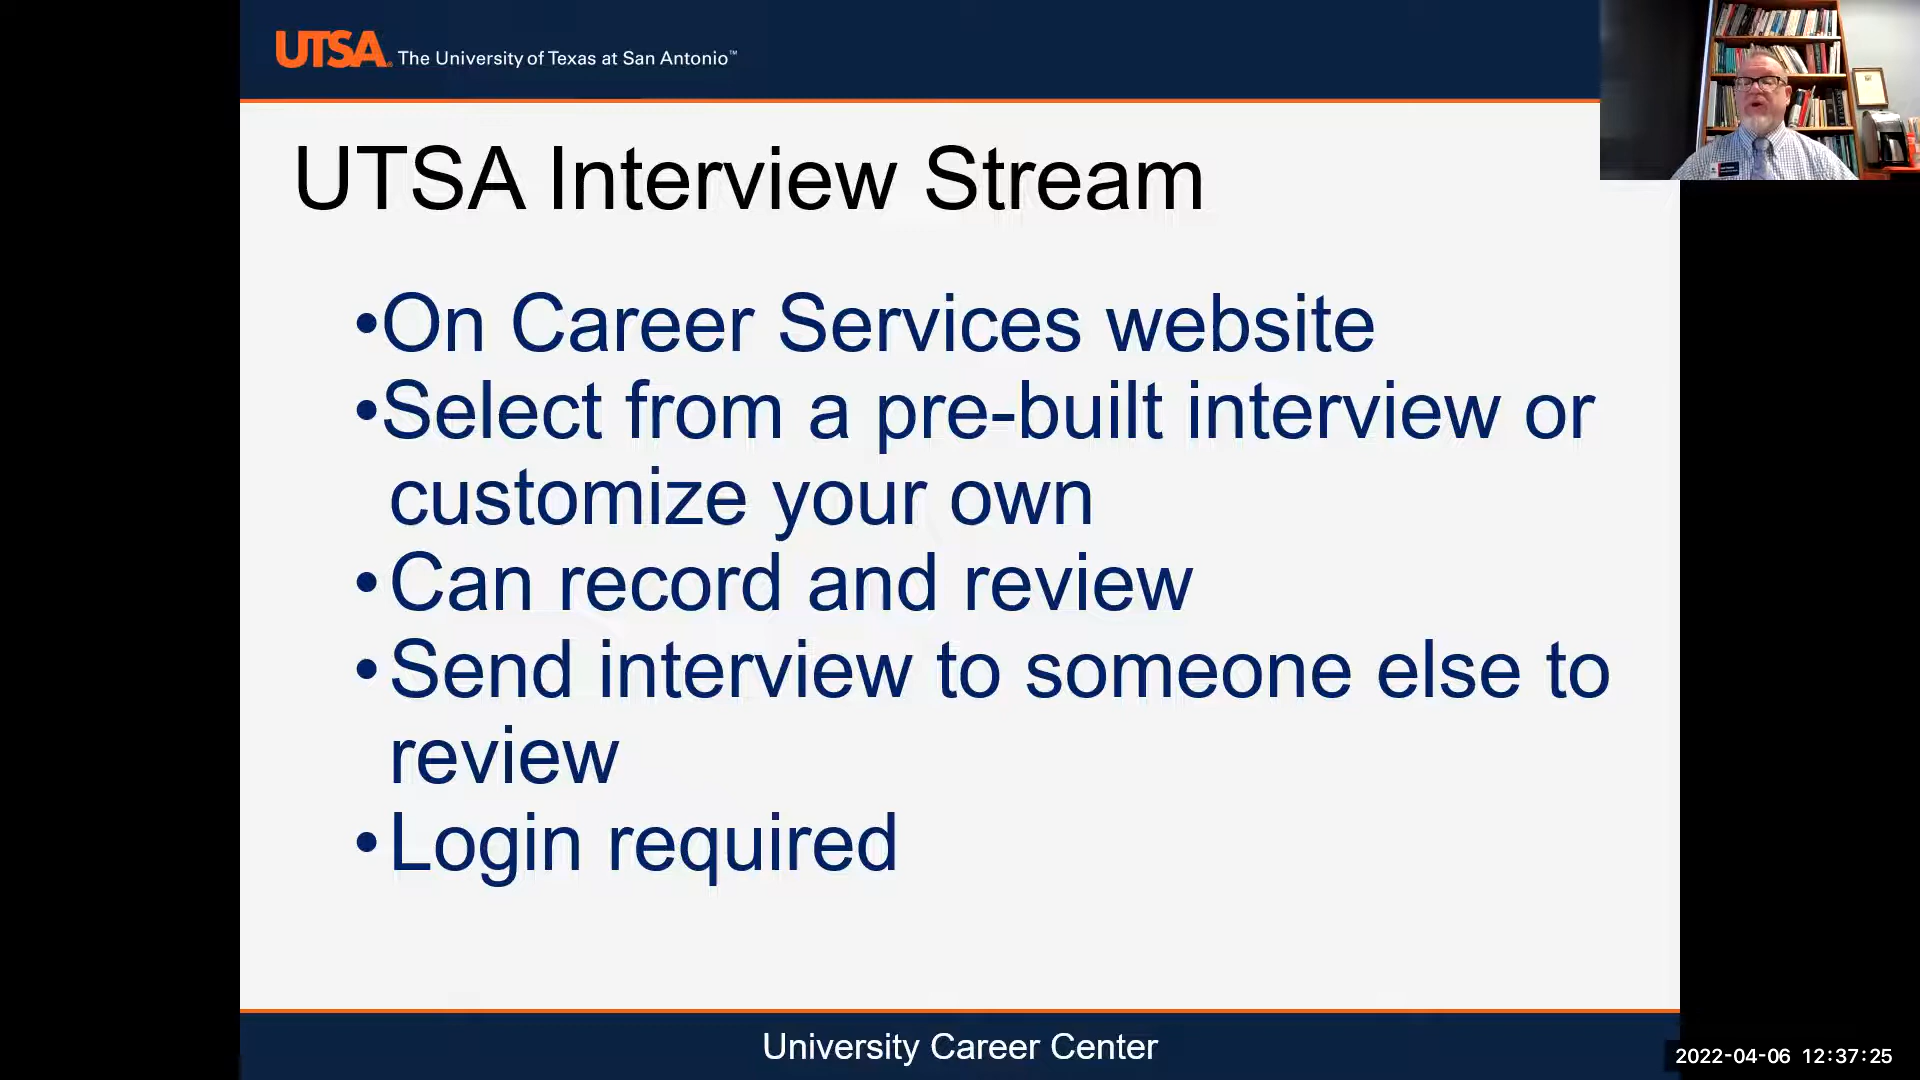 UTSA. The University of Texas at San Antonio™
UTSA Interview Stream
•On Career Services website
•Select from a pre-built interview or
customize your own
•Can record and review
•Send interview to someone else to
review
•Login required
University Career Center
2022-04-06 12:37:25